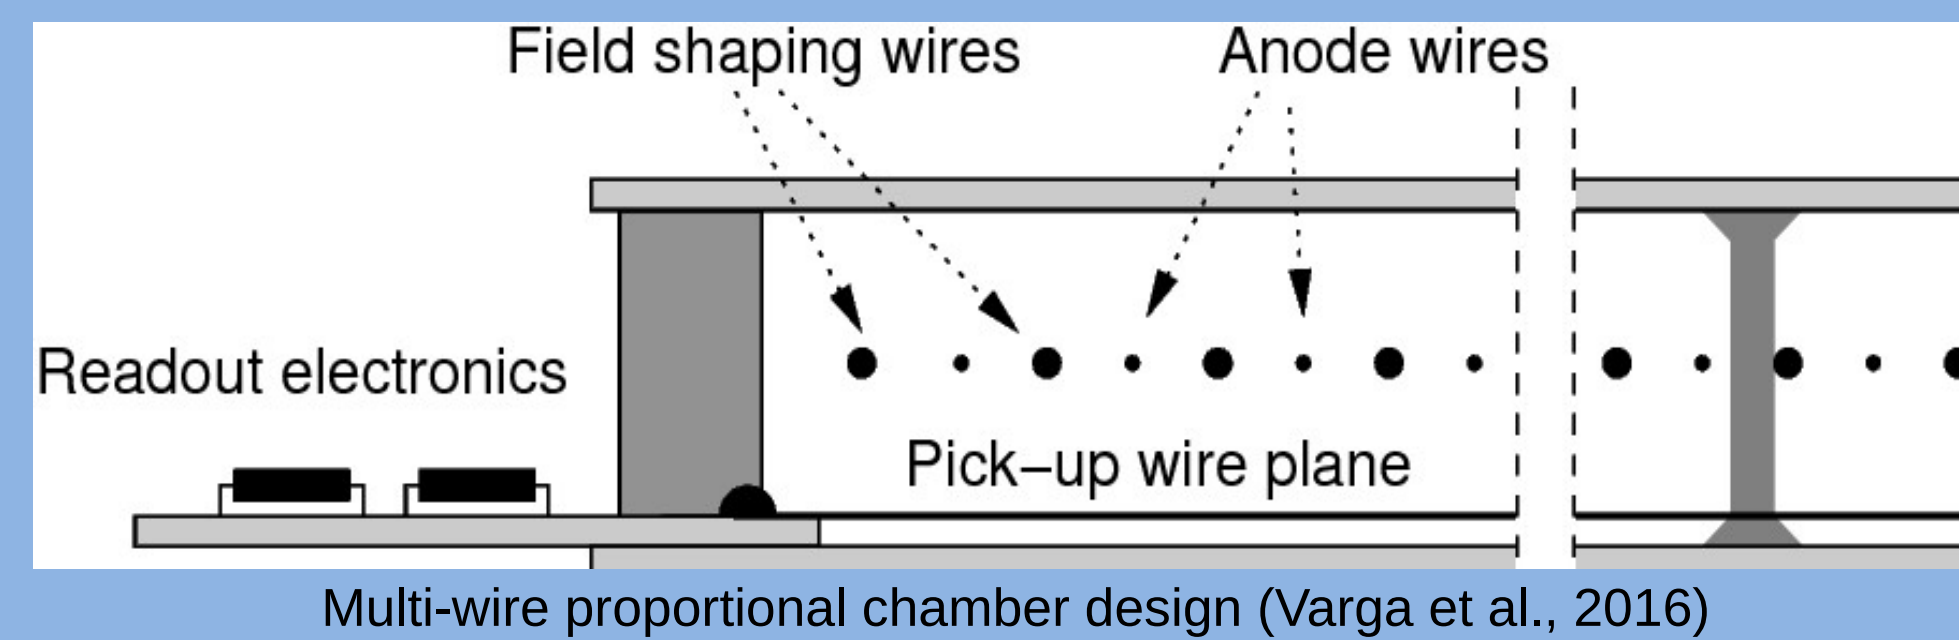 Field shaping wires
Anode wires
Readout electronics
Pick–up wire plane
Multi-wire proportional chamber design (Varga et al., 2016)